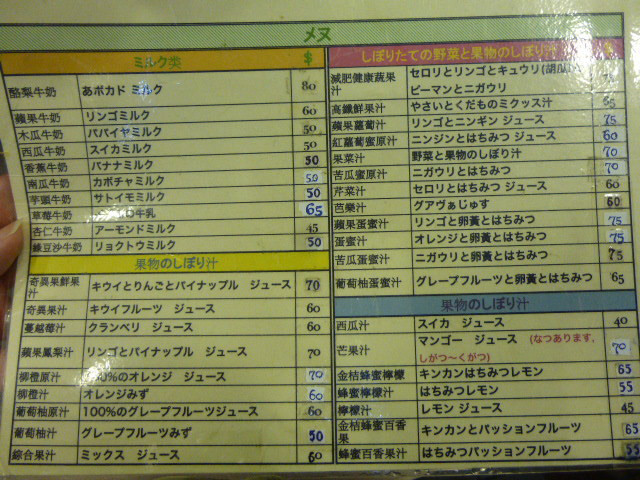 メヌ
ミルク类 $
酪梨牛奶 あボカド ミルク 80
蘋果牛奶 リンゴミルク 60
木瓜牛奶 パパイヤミルク 50
西瓜牛奶 スイカミルク 50
香蕉牛奶 バナナミルク 50
南瓜牛奶 カボチャミルク 50
芋頭牛奶 サトイモミルク 50
草莓牛奶 牛乳 65
杏仁牛奶 アーモンドミルク 45
綠豆沙牛奶 リョクトウミルク 50
果物のしぼり汁
奇異果鮮果汁 キウイとりんごとパイナップル ジュース 70
奇異果汁 キウイフルーツ ジュース 60
蔓越莓汁 クランベリ ジュース 60
蘋果鳳梨汁 リンゴとパイナップル ジュース 70
柳橙原汁 %のオレンジ ジュース 70
柳橙汁 オレンジみず 60
葡萄柚原汁 100%のグレープフルーツジュース 60
葡萄柚汁 グレープフルーツみず 50
綜合果汁 ミックス ジュース 60
しぼりたての野菜と果物のしぼり汁 $
減肥健康蔬果汁 セロリとリンゴとキュウリ(胡瓜)
ピーマンとニガウリ
高鐵鮮果汁 やさいとくだものミクッス汁 65
蘋果蘿蔔汁 リンゴとニンギン ジュース 75
紅蘿蔔蜜原汁 ニンジンとはちみつ ジュース 60
果菜汁 野菜と果物のしぼり汁 70
苦瓜蜜原汁 ニガウリとはちみつ 70
芹菜汁 セロリとはちみつ ジュース 60
芭樂汁 グアヴぁじゅす 60
蘋果蛋蜜汁 リンゴと卵黃とはちみつ 75
蛋蜜汁 オレンジと卵黃とはちみつ 75
苦瓜蛋蜜汁 ニガウリと卵黃とはちみつ 75
葡萄柚蛋蜜汁 グレープフルーツと卵黃とはちみつ 65
果物のしぼり汁
西瓜汁 スイカ ジュース 40
芒果汁 マンゴー ジュース (なつあります, しがつ〜くがつ) 70
金桔蜂蜜檸檬 キンカンはちみつレモン 65
蜂蜜檸檬汁 はちみつレモン 55
檸檬汁 レモン ジュース 45
金桔蜂蜜百香果 キンカンとパッションフルーツ 65
蜂蜜百香果汁 はちみつパッションフルーツ 55